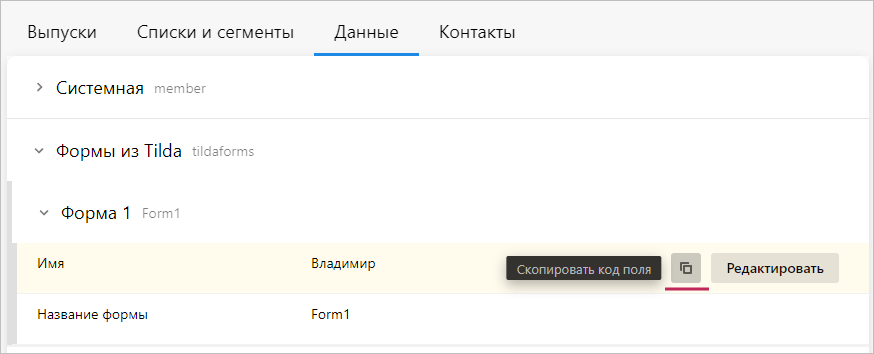 Выпуски Списки и сегменты Данные Контакты
Системная member
Формы из Tilda tildaforms
Форма 1 Form1
Имя Владимир Скопировать код поля Редактировать
Название формы Form1